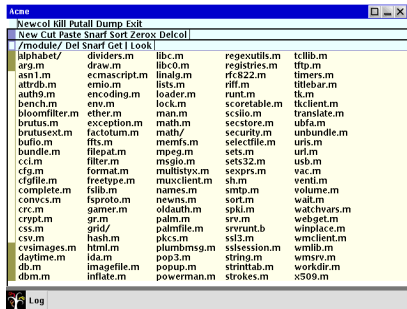 Acme
Newcol Kill Putall Dump Exit
New Cut Paste Snarf Sort Zerox Delcol
/module/ Del Snarf Get | Look
alphabet/ dividers.m libc.m regexutils.m tcllib.m
arg.m draw.m libc0.m registries.m tftp.m
asn1.m ecmascript.m linalg.m rfc822.m timers.m
attrdb.m emio.m lists.m riff.m titlebar.m
auth9.m encoding.m loader.m runt.m tk.m
bench.m env.m lock.m scoretable.m tkclient.m
bloomfilter.m ether.m man.m scsiio.m translate.m
brutus.m exception.m math.m secstore.m ubfa.m
brutusext.m factotum.m math/ security.m unbundle.m
bufio.m ffts.m memfs.m selectfile.m uris.m
bundle.m filepat.m mpeg.m sets.m url.m
cci.m filter.m msgio.m sets32.m usb.m
cfg.m format.m multistyx.m sexprs.m vac.m
cfgfile.m freetype.m muxclient.m sh.m venti.m
complete.m fslib.m names.m smtp.m volume.m
convcs.m fsproto.m newns.m sort.m wait.m
crc.m gamer.m oldauth.m spki.m watchvars.m
crypt.m gr.m palm.m srv.m webget.m
css.m grid/ palmfile.m srvrunt.b winplace.m
csv.m hash.m pkcs.m ssl3.m wmclient.m
cvsimages.m html.m plumbmsg.m sslsession.m wmlib.m
daytime.m ida.m pop3.m string.m wmsrv.m
db.m imagefile.m popup.m strinttab.m workdir.m
dbm.m inflate.m powerman.m strokes.m x509.m
Log